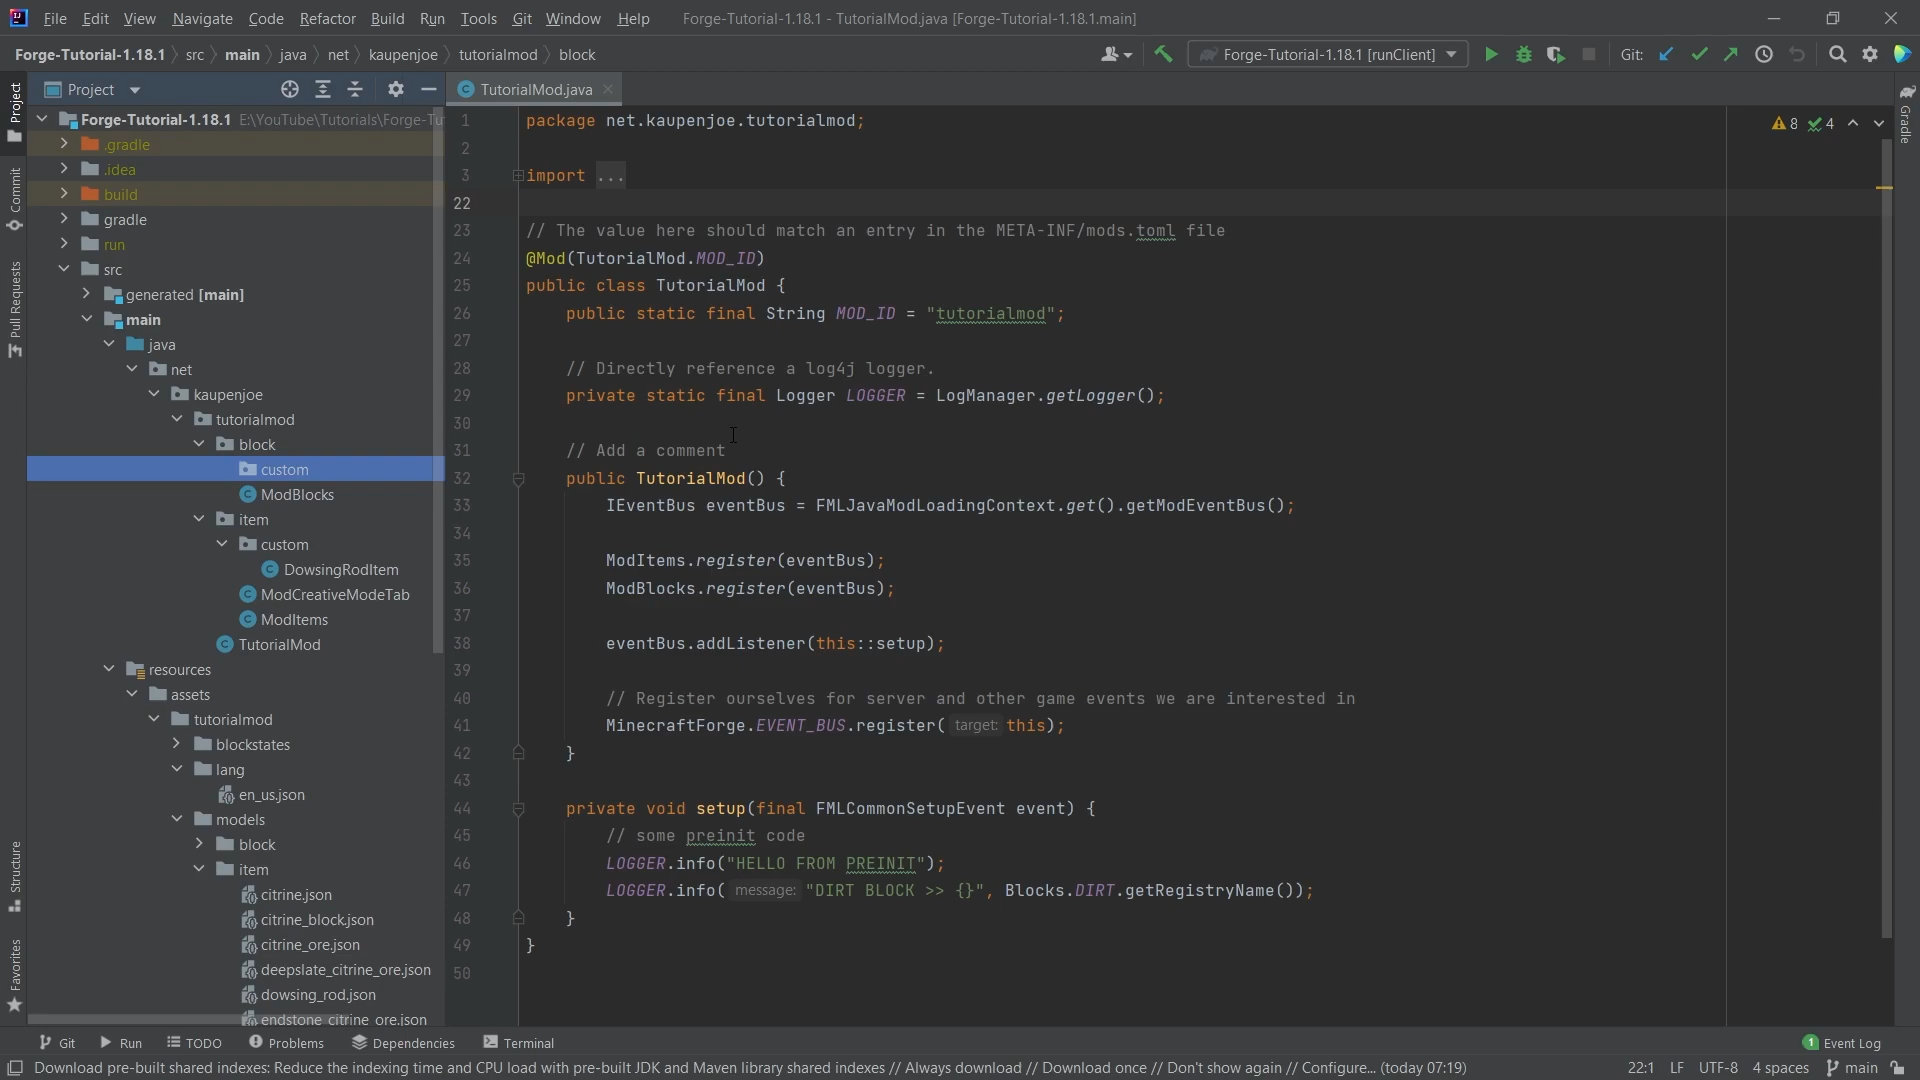 File Edit View Navigate Code Refactor Build Run Tools Git Window Help Forge-Tutorial-1.18.1 - TutorialMod.java [Forge-Tutorial-1.18.1.main]
Forge-Tutorial-1.18.1 src main java net kaupenjoe tutorialmod block Forge-Tutorial-1.18.1 [runClient] Git:
Project TutorialMod.java
Forge-Tutorial-1.18.1 E:\YouTube\Tutorials\Forge-Tu
.gradle
.idea
build
gradle
run
src
generated [main]
main
java
net
kaupenjoe
tutorialmod
block
custom
ModBlocks
item
custom
DowsingRodItem
ModCreativeModeTab
ModItems
TutorialMod
resources
assets
tutorialmod
blockstates
lang
en_us.json
models
block
item
citrine.json
citrine_block.json
citrine_ore.json
deepslate_citrine_ore.json
dowsing_rod.json
endstone_citrine_ore.json
Project
Commit
Pull Requests
Structure
Favorites
1 package net.kaupenjoe.tutorialmod;
2
3 import ...
22
23 // The value here should match an entry in the META-INF/mods.toml file
24 @Mod(TutorialMod.MOD_ID)
25 public class TutorialMod {
26 public static final String MOD_ID = "tutorialmod";
27
28 // Directly reference a log4j logger.
29 private static final Logger LOGGER = LogManager.getLogger();
30
31 // Add a comment
32 public TutorialMod() {
33 IEventBus eventBus = FMLJavaModLoadingContext.get().getModEventBus();
34
35 ModItems.register(eventBus);
36 ModBlocks.register(eventBus);
37
38 eventBus.addListener(this::setup);
39
40 // Register ourselves for server and other game events we are interested in
41 MinecraftForge.EVENT_BUS.register( target: this);
42 }
43
44 private void setup(final FMLCommonSetupEvent event) {
45 // some preinit code
46 LOGGER.info("HELLO FROM PREINIT");
47 LOGGER.info( message: "DIRT BLOCK >> {}", Blocks.DIRT.getRegistryName());
48 }
49 }
50
8 4
Gradle
Git Run TODO Problems Dependencies Terminal 1 Event Log
Download pre-built shared indexes: Reduce the indexing time and CPU load with pre-built JDK and Maven library shared indexes // Always download // Download once // Don't show again // Configure... (today 07:19) 22:1 LF UTF-8 4 spaces main